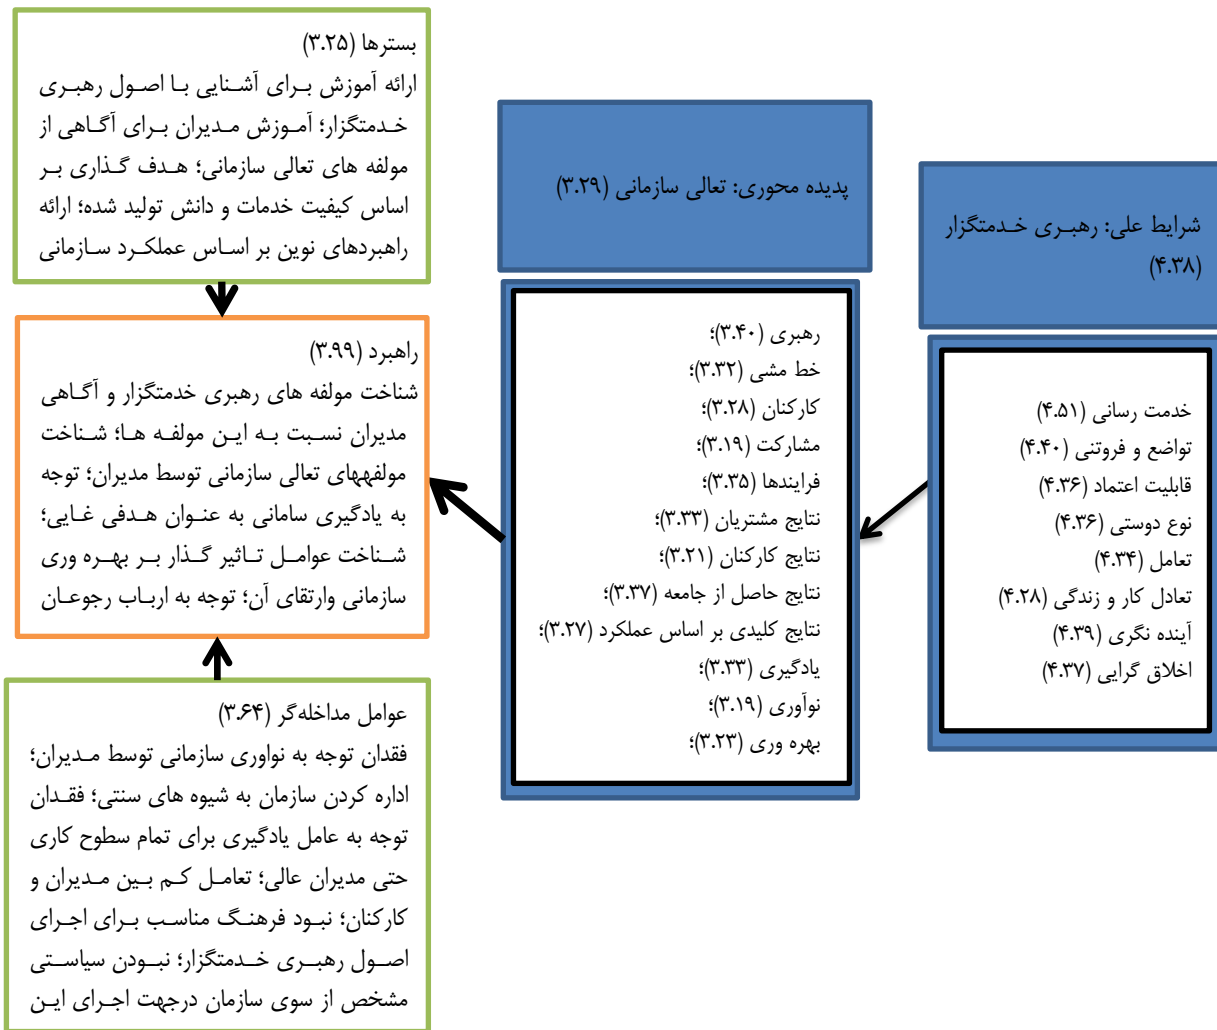 شرایط علی: رهبری خدمتگزار
(۴.۳۸)
خدمت رسانی (۴.۵۱)
تواضع و فروتنی (۴.۴۰)
قابلیت اعتماد (۴.۳۶)
نوع دوستی (۴.۳۶)
تعامل (۴.۳۴)
تعادل کار و زندگی (۴.۲۸)
آینده نگری (۴.۳۹)
اخلاق گرایی (۴.۳۷)
پدیده محوری: تعالی سازمانی (۳.۲۹)
رهبری (۳.۴۰)؛
خط مشی (۳.۳۲)؛
کارکنان (۳.۲۸)؛
مشارکت (۳.۱۹)؛
فرایندها (۳.۳۵)؛
نتایج مشتریان (۳.۳۳)؛
نتایج کارکنان (۳.۲۱)؛
نتایج حاصل از جامعه (۳.۳۷)؛
نتایج کلیدی بر اساس عملکرد (۳.۲۷)؛
یادگیری (۳.۳۳)؛
نوآوری (۳.۱۹)؛
بهره وری (۳.۲۳)؛
بسترها (۳.۲۵)
ارائه آموزش برای آشنایی با اصول رهبری
خدمتگزار؛ آموزش مدیران برای آگاهی از
مولفه های تعالی سازمانی؛ هدف گذاری بر
اساس کیفیت خدمات و دانش تولید شده؛ ارائه
راهبردهای نوین بر اساس عملکرد سازمانی
راهبرد (۳.۹۹)
شناخت مولفه های رهبری خدمتگزار و آگاهی
مدیران نسبت به این مولفه ها؛ شناخت
مولفههای تعالی سازمانی توسط مدیران؛ توجه
به یادگیری سامانی به عنوان هدفی غایی؛
شناخت عوامل تاثیر گذار بر بهره وری
سازمانی وارتقای آن؛ توجه به ارباب رجوعان
عوامل مداخله‌گر (۳.۶۴)
فقدان توجه به نواوری سازمانی توسط مدیران؛
اداره کردن سازمان به شیوه های سنتی؛ فقدان
توجه به عامل یادگیری برای تمام سطوح کاری
حتی مدیران عالی؛ تعامل کم بین مدیران و
کارکنان؛ نبود فرهنگ مناسب برای اجرای
اصول رهبری خدمتگزار؛ نبودن سیاستی
مشخص از سوی سازمان درجهت اجرای این